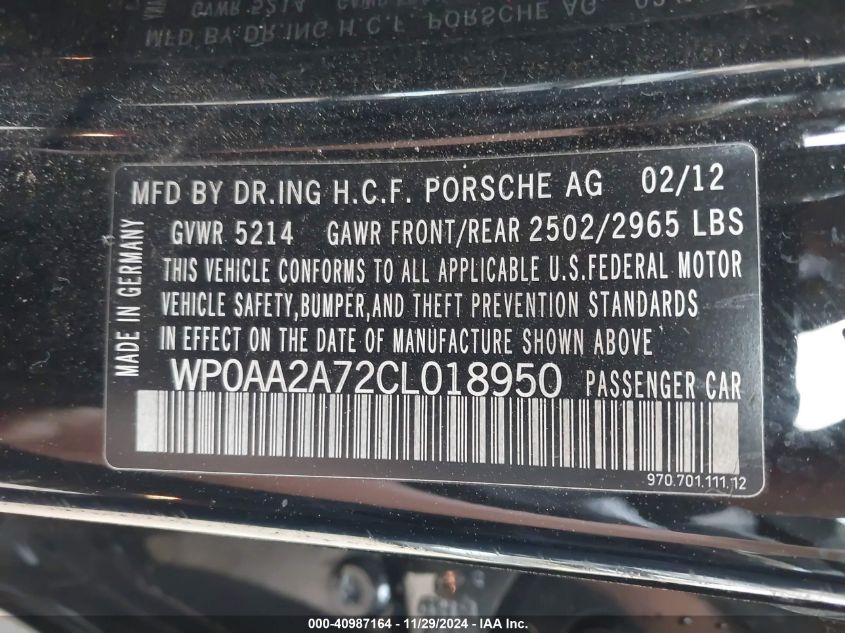 MFD BY DR.ING H.C.F. PORSCHE AG 02/12
GVWR 5214 GAWR FRONT/REAR 2502/2965 LBS
THIS VEHICLE CONFORMS TO ALL APPLICABLE U.S.FEDERAL MOTOR
VEHICLE SAFETY,BUMPER,AND THEFT PREVENTION STANDARDS
IN EFFECT ON THE DATE OF MANUFACTURE SHOWN ABOVE
WP0AA2A72CL018950 PASSENGER CAR
MADE IN GERMANY
970.701.111.12
000-40987164 - 11/29/2024 - IAA Inc.